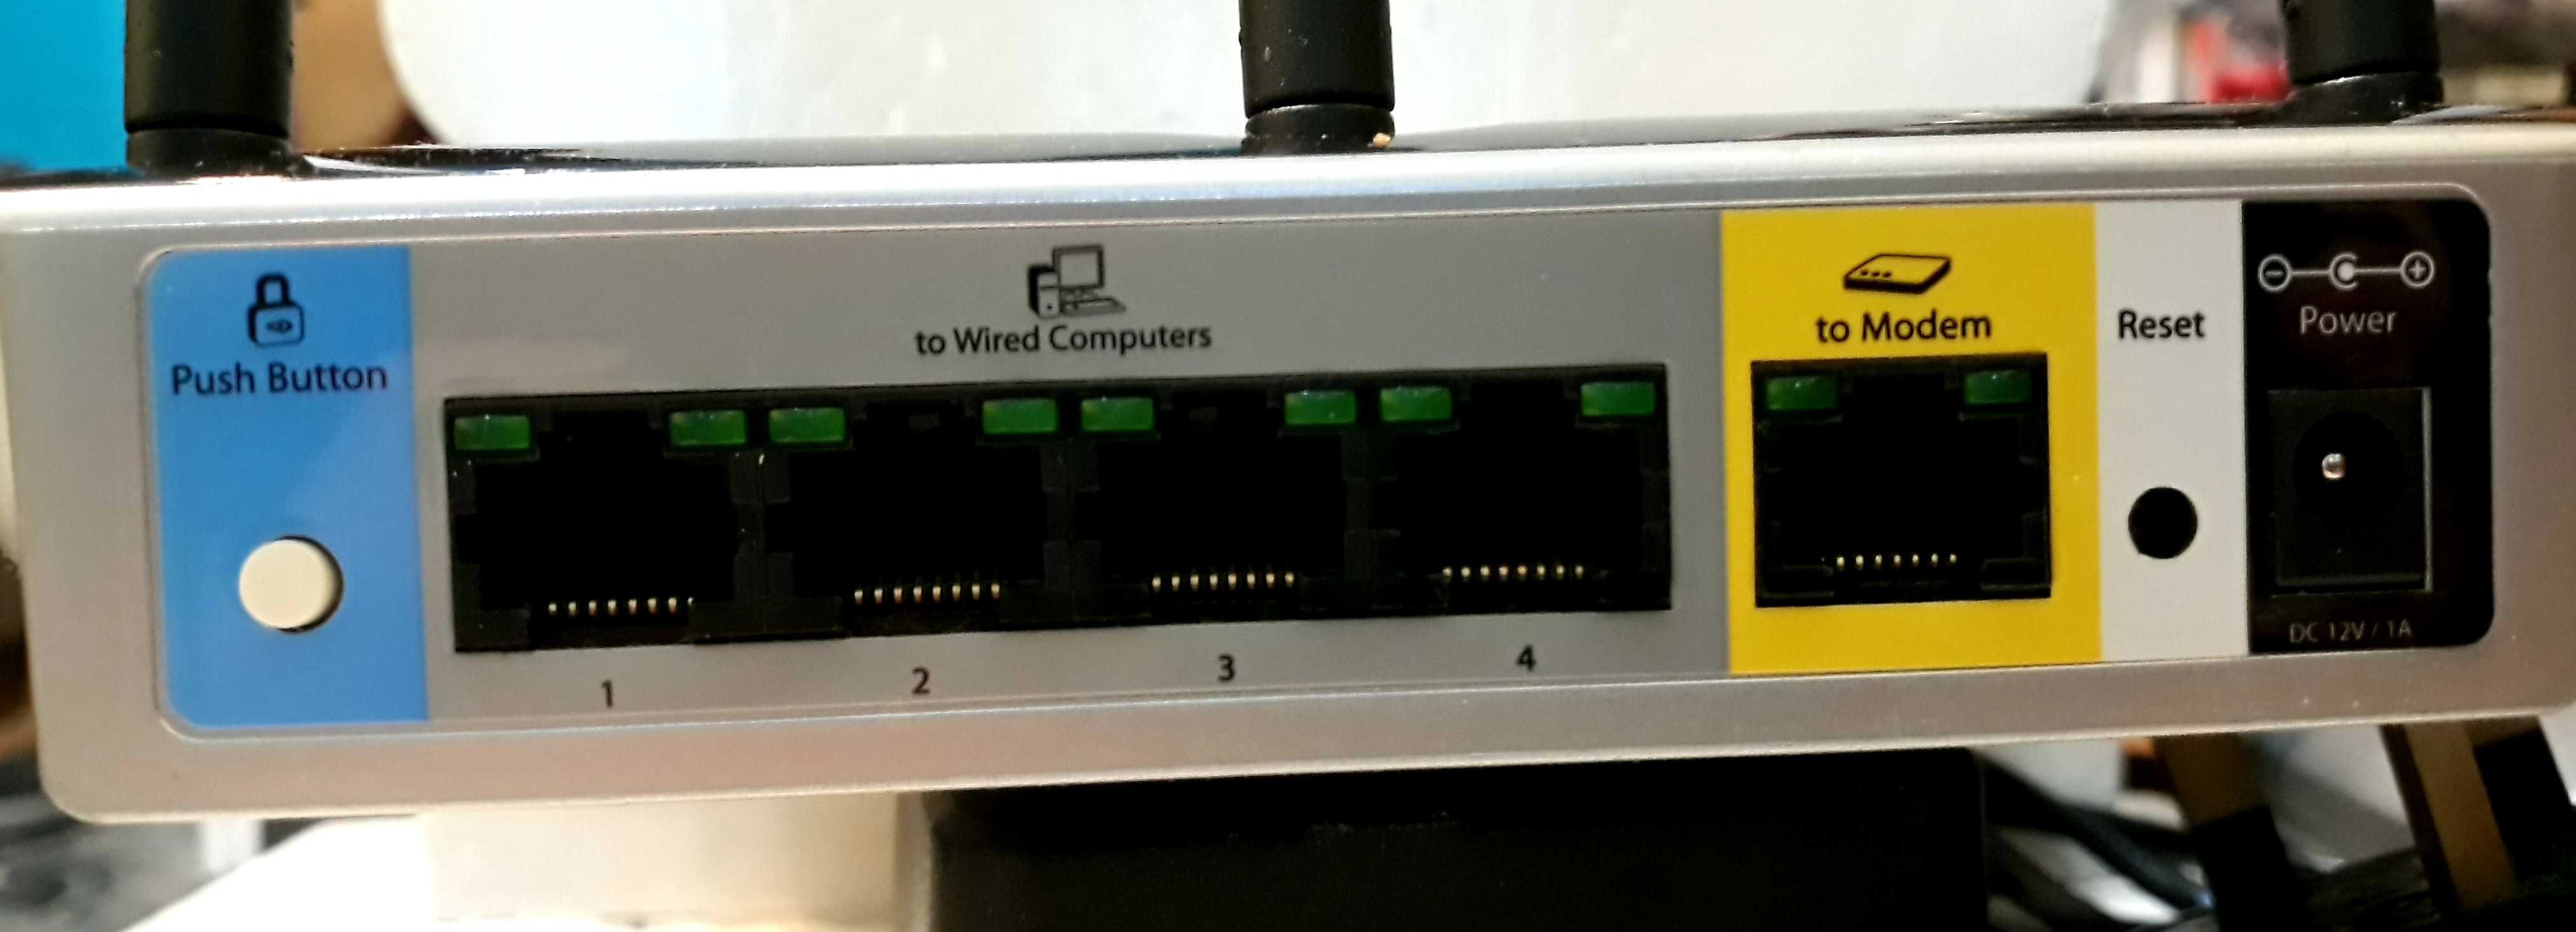 Push Button
to Wired Computers
1
2
3
4
to Modem
Reset
Power
DC 12V / 1A